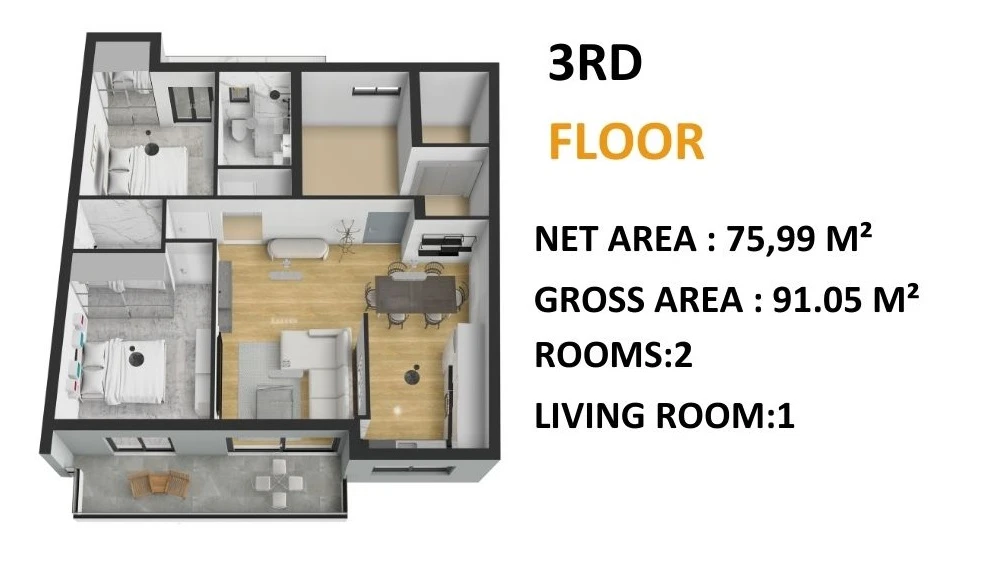 3RD
FLOOR
NET AREA : 75,99 M²
GROSS AREA : 91.05 M²
ROOMS:2
LIVING ROOM:1